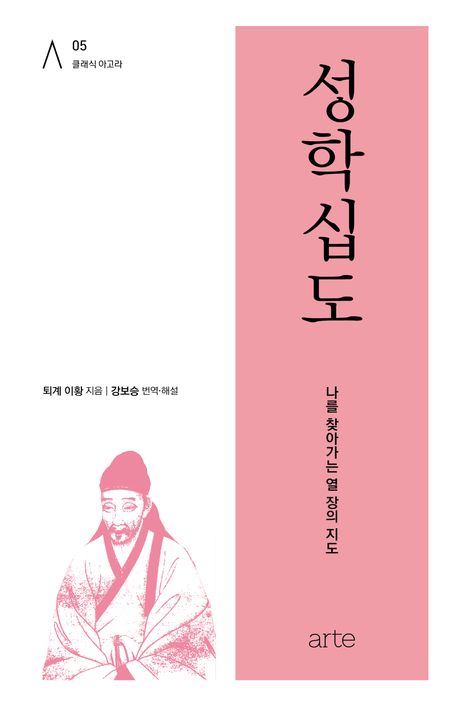 05
클래식 아고라
성학십도
퇴계 이황 지음 | 강보승 번역·해설
나를 찾아가는 열 장의 지도
arte